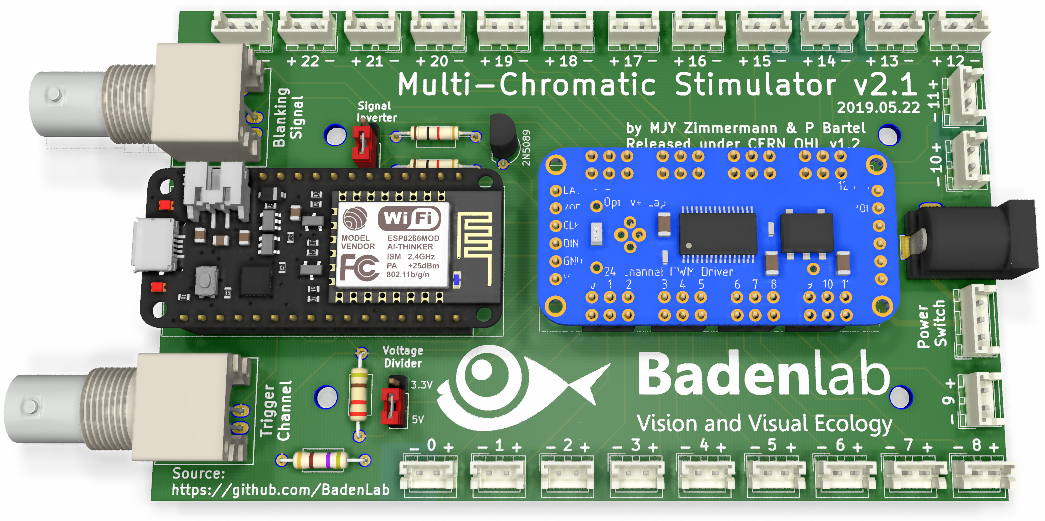 + 22 - + 21 - + 20 - + 19 - + 18 - + 17 - + 16 - + 15 - + 14 - + 13 - + 12 -
Multi-Chromatic Stimulator v2.1
2019.05.22
- 11 +
Blanking
Signal
Signal
Inverter
2N5089
by MJY Zimmermann & P Bartel
Released under CERN OHL v1.2
- 10 +
WiFi
MODEL
VENDOR
ESP8266MOD
AI-THINKER
ISM 2,4GHz
PA +25dBm
802.11b/g/n
FC
DIN
GND
24 Channel PWM Driver
0 1 2 3 4 5 6 7 8 9 10
Power
Switch
Voltage
Divider
3.3V
5V
Badenlab
Vision and Visual Ecology
- 9 +
Trigger
Channel
- 0 + - 1 + - 2 + - 3 + - 4 + - 5 + - 6 + - 7 + - 8 +
Source:
https://github.com/BadenLab